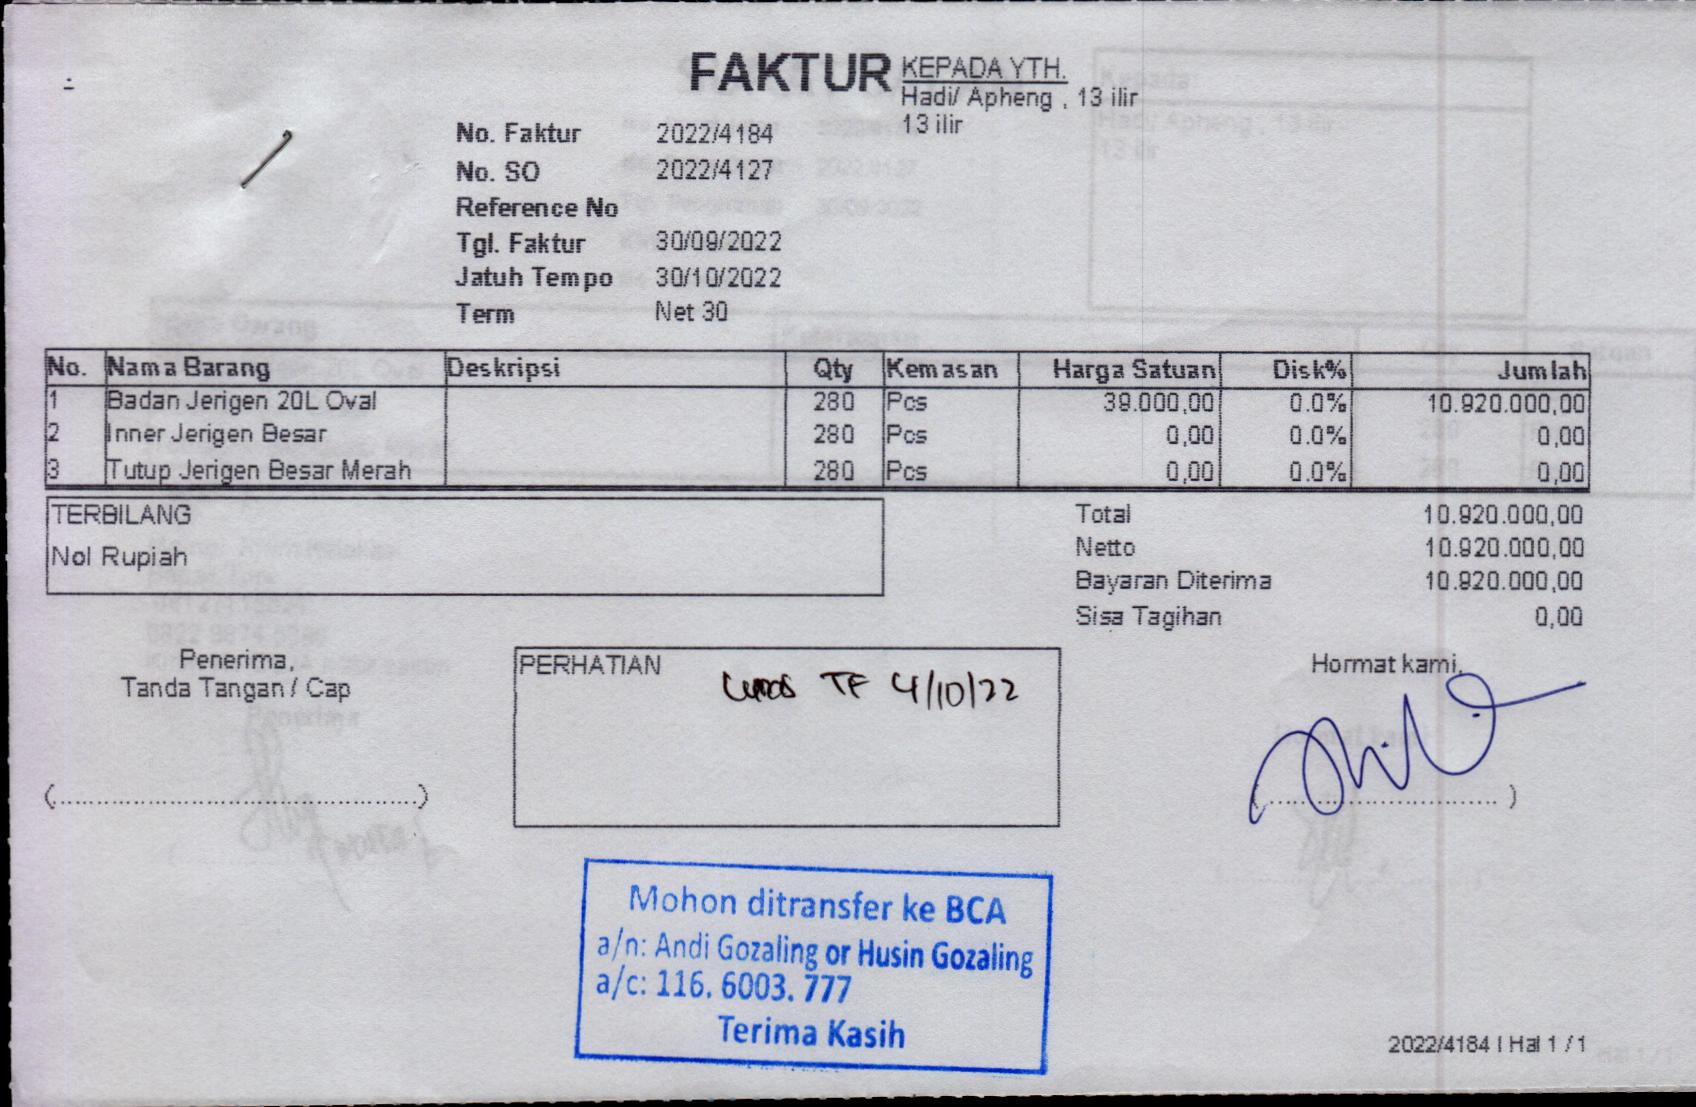 FAKTUR
KEPADA YTH.
Hadi/ Apheng , 13 ilir
13 ilir
No. Faktur 2022/4184
No. SO 2022/4127
Reference No
Tgl. Faktur 30/09/2022
Jatuh Tempo 30/10/2022
Term Net 30
No. Nama Barang Deskripsi Qty Kemasan Harga Satuan Disk% Jumlah
1 Badan Jerigen 20L Oval 280 Pcs 39.000,00 0.0% 10.920.000,00
2 Inner Jerigen Besar 280 Pcs 0,00 0.0% 0,00
3 Tutup Jerigen Besar Merah 280 Pcs 0,00 0.0% 0,00
TERBILANG
Nol Rupiah
Total 10.920.000,00
Netto 10.920.000,00
Bayaran Diterima 10.920.000,00
Sisa Tagihan 0,00
Penerima,
Tanda Tangan / Cap
(..........................................)
PERHATIAN
Lunas TF 4/10/22
Hormat kami,
(..........................................)
Mohon ditransfer ke BCA
a/n: Andi Gozaling or Husin Gozaling
a/c: 116. 6003. 777
Terima Kasih
2022/4184 | Hal 1 / 1